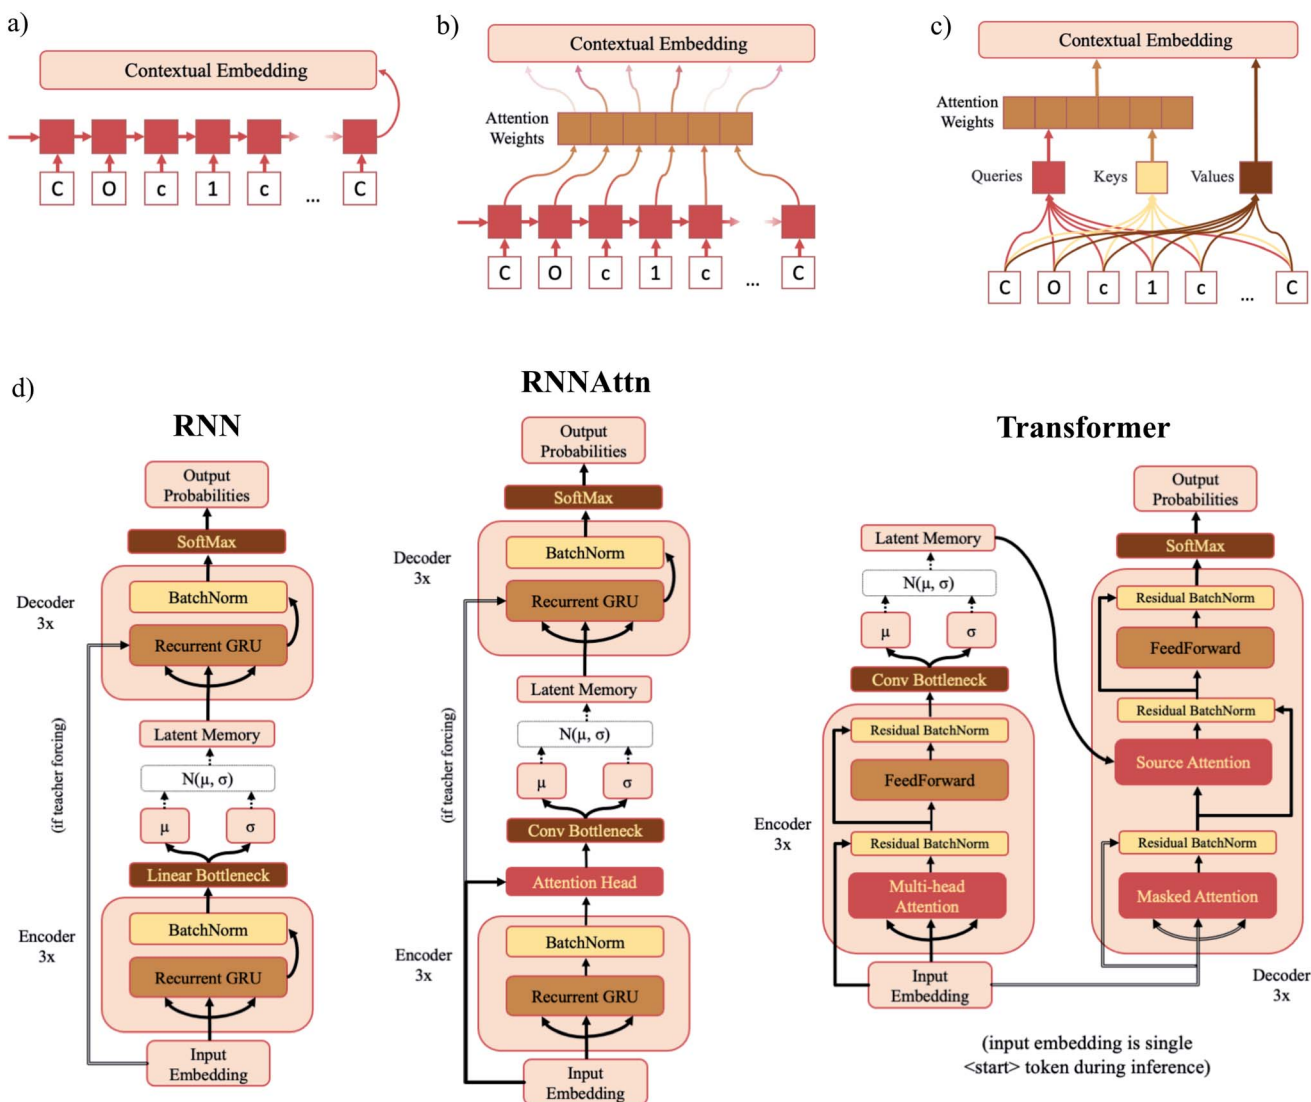 a)
Contextual Embedding
C O c 1 c ... C
b)
Contextual Embedding
Attention
Weights
C O c 1 c ... C
c)
Contextual Embedding
Attention
Weights
Queries
Keys
Values
C O c 1 c ... C
d)
RNN
Output
Probabilities
SoftMax
Decoder
3x
BatchNorm
Recurrent GRU
(if teacher forcing)
Latent Memory
N(μ, σ)
μ
σ
Linear Bottleneck
Encoder
3x
BatchNorm
Recurrent GRU
Input
Embedding
RNNAttn
Output
Probabilities
SoftMax
Decoder
3x
BatchNorm
Recurrent GRU
(if teacher forcing)
Latent Memory
N(μ, σ)
μ
σ
Conv Bottleneck
Attention Head
Encoder
3x
BatchNorm
Recurrent GRU
Input
Embedding
Transformer
Latent Memory
N(μ, σ)
μ
σ
Conv Bottleneck
Residual BatchNorm
FeedForward
Encoder
3x
Residual BatchNorm
Multi-head
Attention
Input
Embedding
Output
Probabilities
SoftMax
Residual BatchNorm
FeedForward
Residual BatchNorm
Source Attention
Residual BatchNorm
Masked Attention
Decoder
3x
(input embedding is single
<start> token during inference)